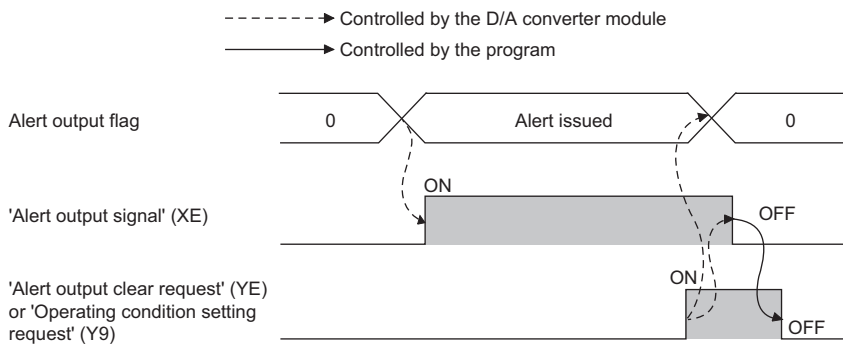 Controlled by the D/A converter module
Controlled by the program
Alert output flag
0
Alert issued
0
ON
'Alert output signal' (XE)
OFF
'Alert output clear request' (YE)
or 'Operating condition setting
request' (Y9)
ON
OFF